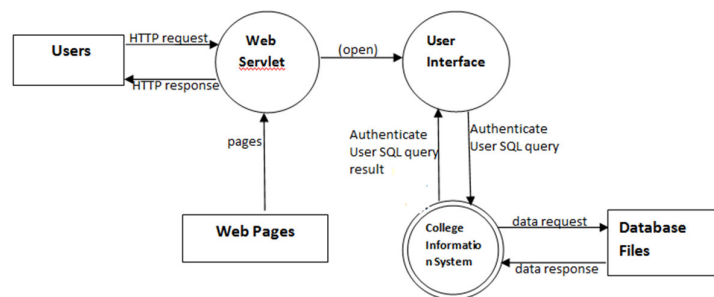 Users
HTTP request
HTTP response
Web
Servlet
(open)
User
Interface
pages
Authenticate
User SQL query
result
Authenticate
User SQL query
Web Pages
College
Informatio
n System
data request
data response
Database
Files